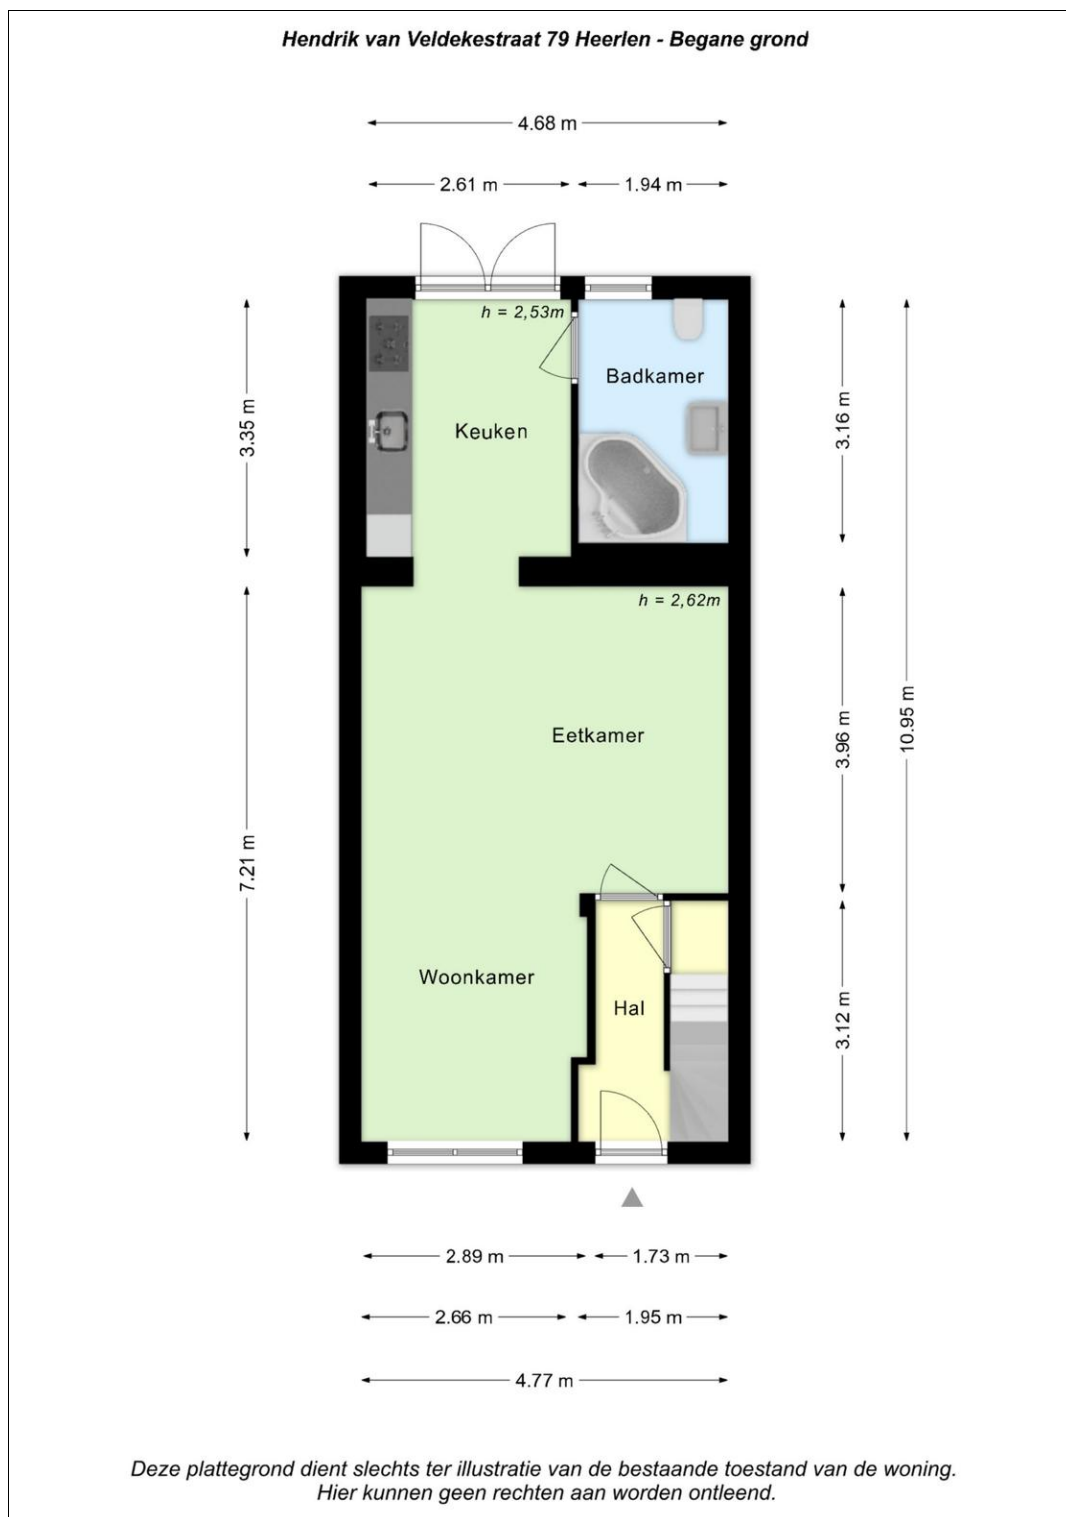 Hendrik van Veldekestraat 79 Heerlen - Begane grond
4.68 m
2.61 m
1.94 m
h = 2,53m
Badkamer
Keuken
3.35 m
3.16 m
h = 2,62m
Eetkamer
3.96 m
10.95 m
7.21 m
Woonkamer
Hal
3.12 m
2.89 m
1.73 m
2.66 m
1.95 m
4.77 m
Deze plattegrond dient slechts ter illustratie van de bestaande toestand van de woning.
Hier kunnen geen rechten aan worden ontleend.